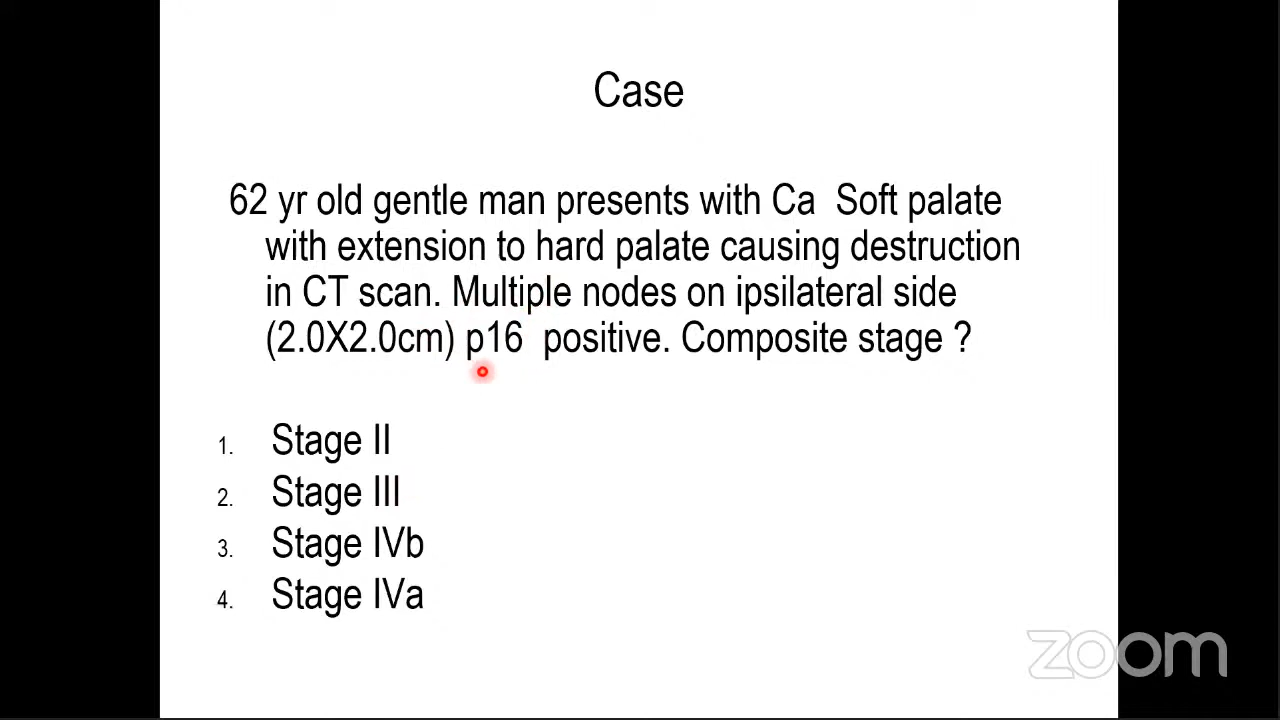 Case
62 yr old gentle man presents with Ca Soft palate
with extension to hard palate causing destruction
in CT scan. Multiple nodes on ipsilateral side
(2.0X2.0cm) p16 positive. Composite stage ?
1. Stage II
2. Stage III
3. Stage IVb
4. Stage IVa
zoom